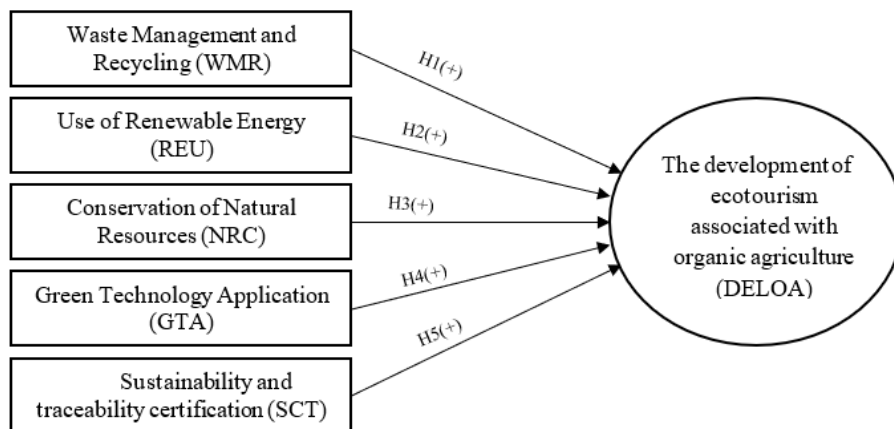 Waste Management and
Recycling (WMR)
H1(+)
Use of Renewable Energy
(REU)
H2(+)
Conservation of Natural
Resources (NRC)
H3(+)
Green Technology Application
(GTA)
H4(+)
Sustainability and
traceability certification (SCT)
H5(+)
The development of
ecotourism
associated with
organic agriculture
(DELOA)